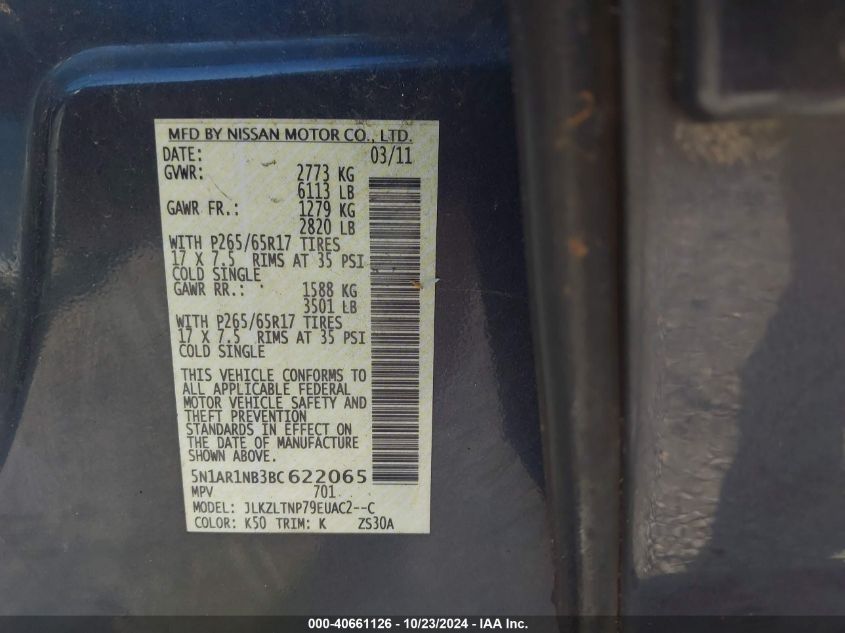 MFD BY NISSAN MOTOR CO., LTD.
DATE: 03/11
GVWR: 2773 KG
6113 LB
GAWR FR.: 1279 KG
2820 LB
WITH P265/65R17 TIRES
17 X 7.5 RIMS AT 35 PSI
COLD SINGLE
GAWR RR.: 1588 KG
3501 LB
WITH P265/65R17 TIRES
17 X 7.5 RIMS AT 35 PSI
COLD SINGLE
THIS VEHICLE CONFORMS TO
ALL APPLICABLE FEDERAL
MOTOR VEHICLE SAFETY AND
THEFT PREVENTION
STANDARDS IN EFFECT ON
THE DATE OF MANUFACTURE
SHOWN ABOVE.
5N1AR1NB3BC622065
MPV 701
MODEL: JLKZLTNP79EUAC2--C
COLOR: K50 TRIM: K ZS30A
000-40661126 - 10/23/2024 - IAA Inc.